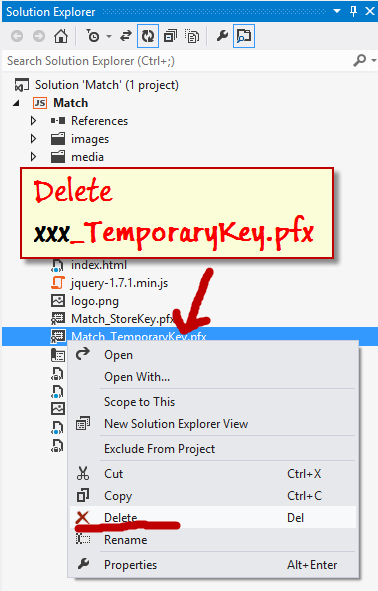 Solution Explorer
Search Solution Explorer (Ctrl+;)
Solution 'Match' (1 project)
JS Match
References
images
media
Delete
xxx_TemporaryKey.pfx
index.html
jquery-1.7.1.min.js
logo.png
Match_StoreKey.pfx
Match_TemporaryKey.pfx
Open
Open With...
Scope to This
New Solution Explorer View
Exclude From Project
Cut Ctrl+X
Copy Ctrl+C
Delete Del
Rename
Properties Alt+Enter